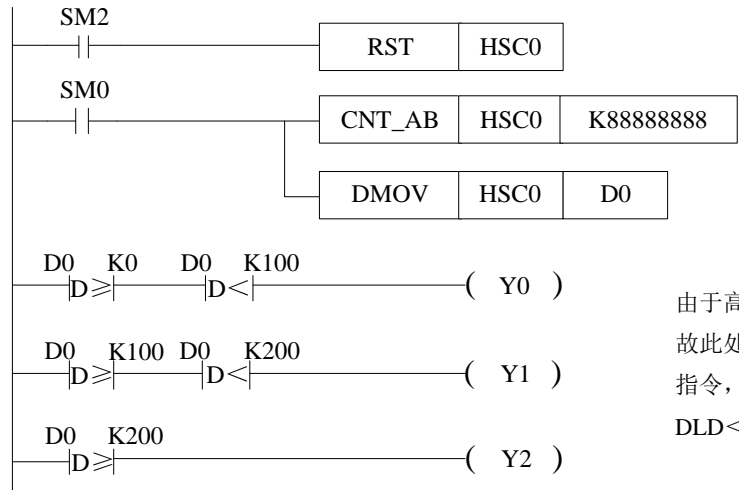 SM2
RST HSC0
SM0
CNT_AB HSC0 K88888888
DMOV HSC0 D0
D0 K0 D0 K100
D≥ D< ( Y0 )
D0 K100 D0 K200
D≥ D< ( Y1 )
D0 K200
D≥ ( Y2 )
由于高
故此处
指令，
DLD<